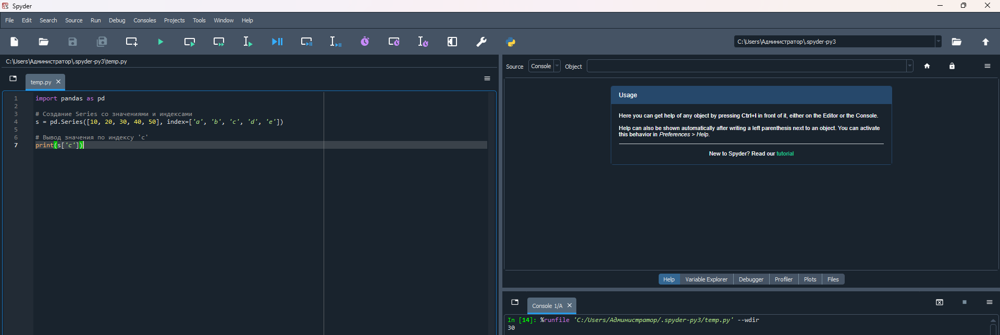 Spyder
File Edit Search Source Run Debug Consoles Projects Tools Window Help
C:\Users\Администратор\.spyder-py3
C:\Users\Администратор\.spyder-py3\temp.py
temp.py
1 import pandas as pd
2
3 # Создание Series со значениями и индексами
4 s = pd.Series([10, 20, 30, 40, 50], index=['a', 'b', 'c', 'd', 'e'])
5
6 # Вывод значения по индексу 'c'
7 print(s['c'])
Source Console Object
Usage
Here you can get help of any object by pressing Ctrl+I in front of it, either on the Editor or the Console.
Help can also be shown automatically after writing a left parenthesis next to an object. You can activate
this behavior in Preferences > Help.
New to Spyder? Read our tutorial
Help Variable Explorer Debugger Profiler Plots Files
Console 1/A
In [14]: %runfile 'C:/Users/Администратор/.spyder-py3/temp.py' --wdir
30